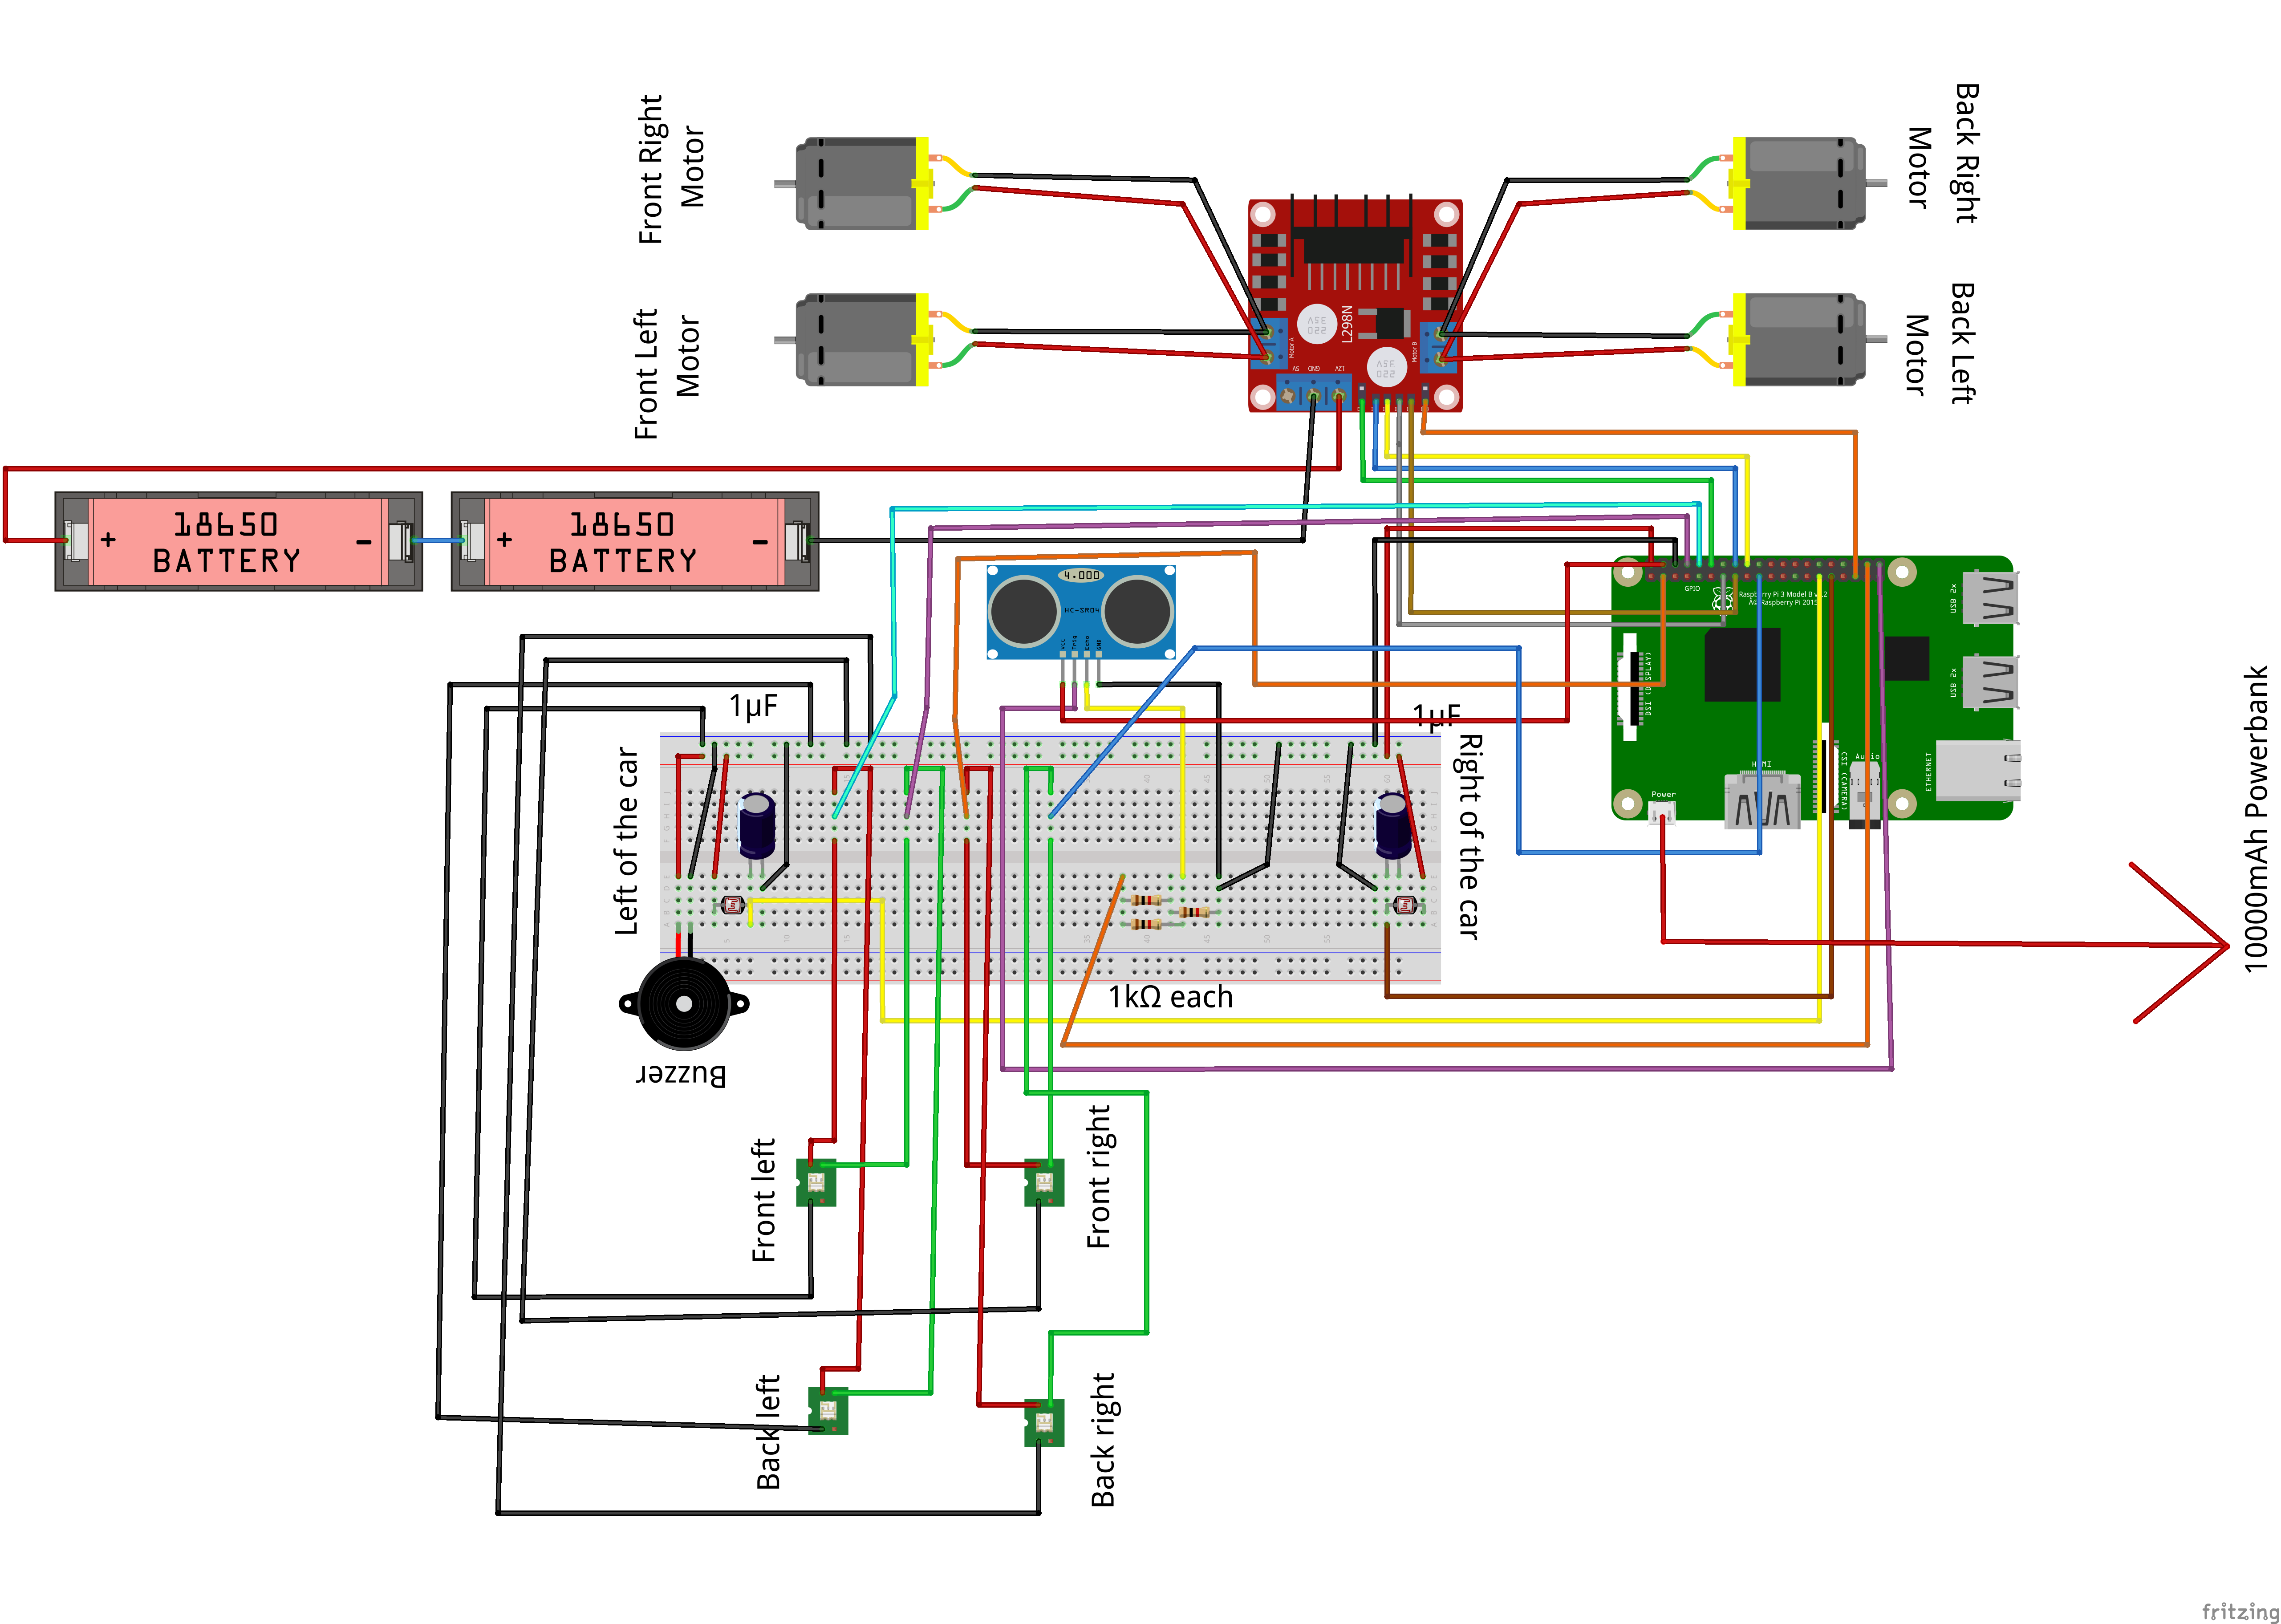 Front Right
Motor
Back Right
Motor
Front Left
Motor
Back Left
Motor
L298N
220
35V
220
35V
Motor A
Motor B
5V
GND
12V
+ 18650 -
BATTERY
+ 18650 -
BATTERY
4.000
HC-SR04
VCC
Trig
Echo
GND
GPIO
Raspberry Pi 3 Model B v1.2
© Raspberry Pi 2015
USB 2x
USB 2x
DSI (DISPLAY)
CSI (CAMERA)
Power
HDMI
Audio
ETHERNET
1µF
1µF
Left of the car
Right of the car
10000mAh Powerbank
1kΩ each
Buzzer
Front left
Front right
Back left
Back right
fritzing